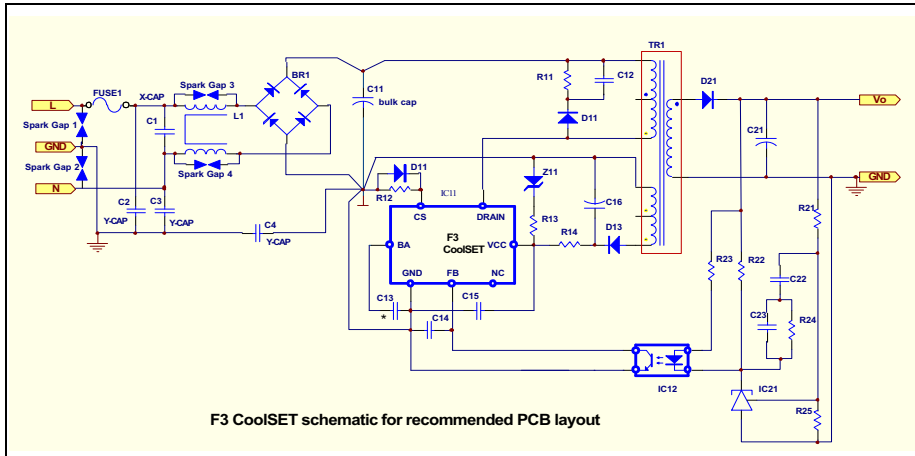 TR1
BR1
D21
FUSE1
Spark Gap 3
R11
C12
X-CAP
C11
bulk cap
L
L1
Vo
Spark Gap 1
C1
D11
C21
GND
Spark Gap 2
Spark Gap 4
D11
Z11
N
R12
IC11
C16
GND
C2
C3
CS
DRAIN
R13
R21
Y-CAP
Y-CAP
C4
F3
CoolSET
R14
D13
Y-CAP
BA
VCC
R23
R22
GND
FB
NC
C22
C13
C15
*
C14
C23
R24
IC12
IC21
R25
F3 CoolSET schematic for recommended PCB layout